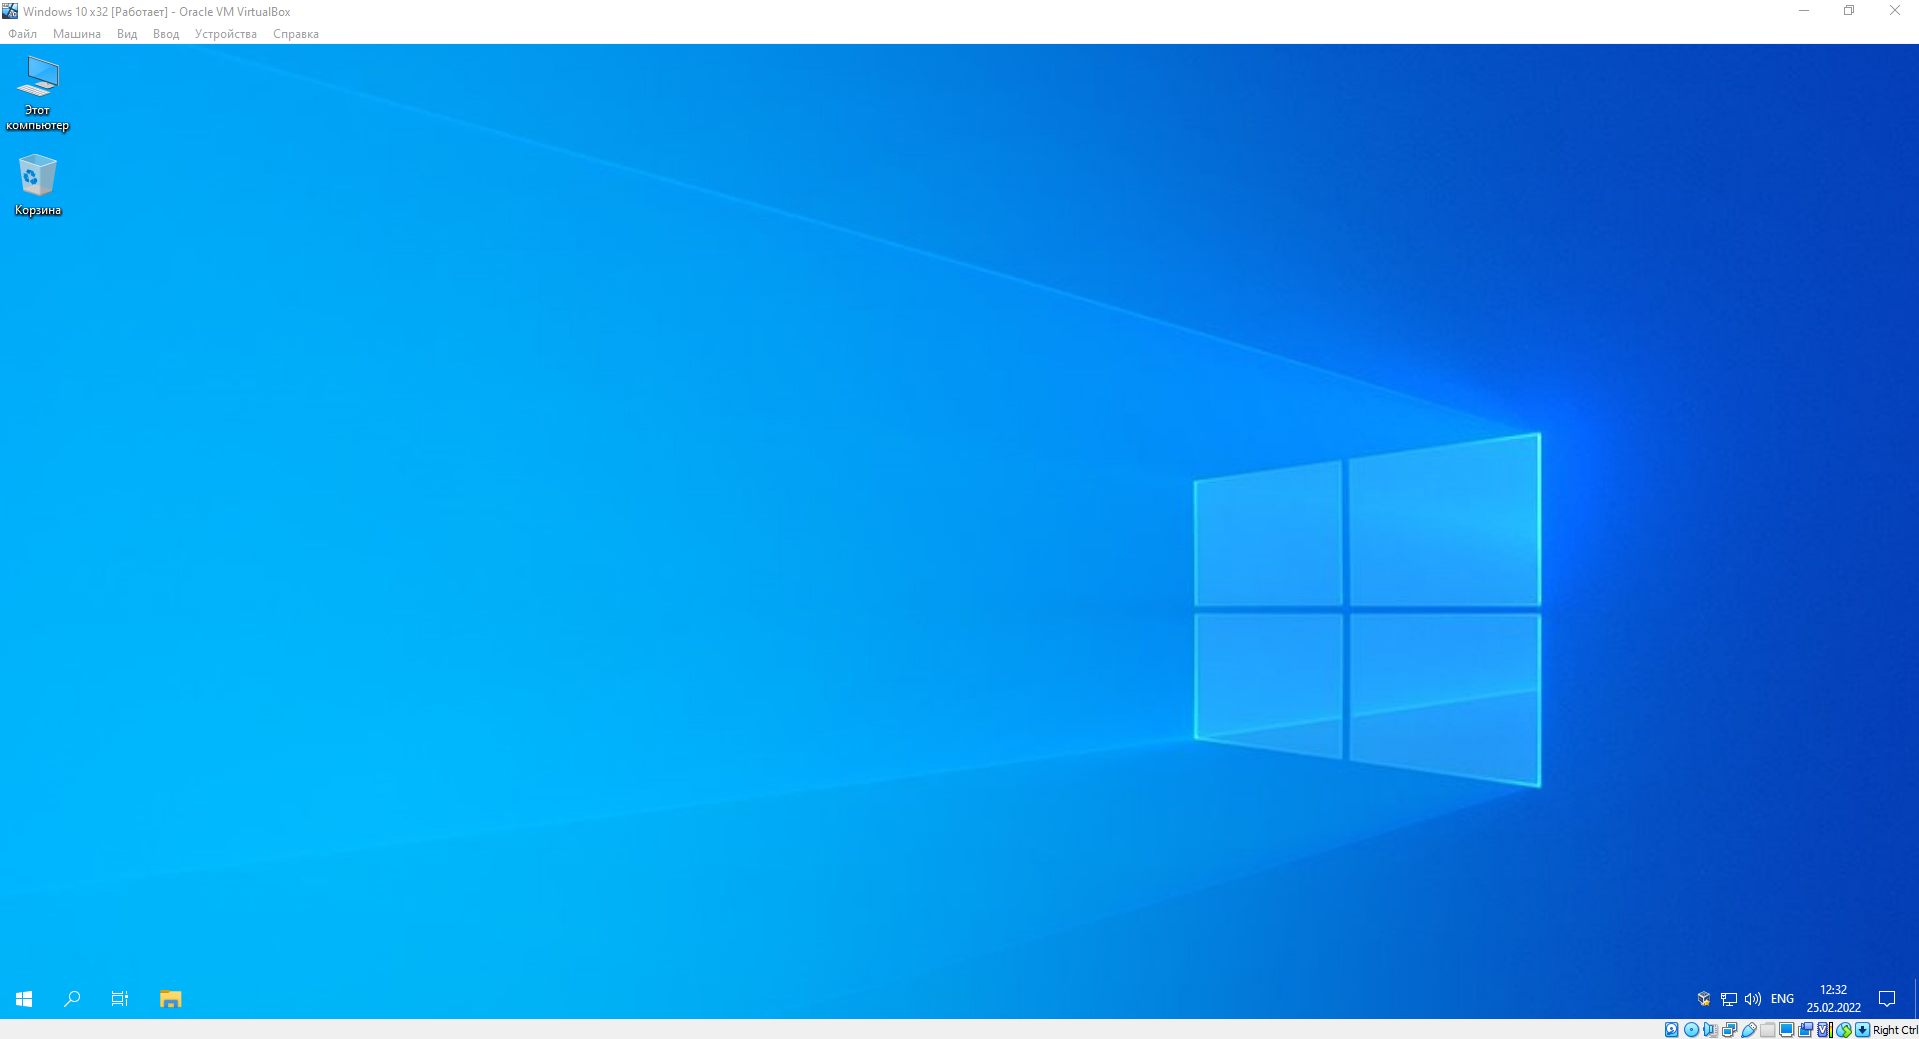 Windows 10 x32 [Работает] - Oracle VM VirtualBox
Файл Машина Вид Ввод Устройства Справка
Этот
компьютер
Корзина
ENG
12:32
25.02.2022
Right Ctrl